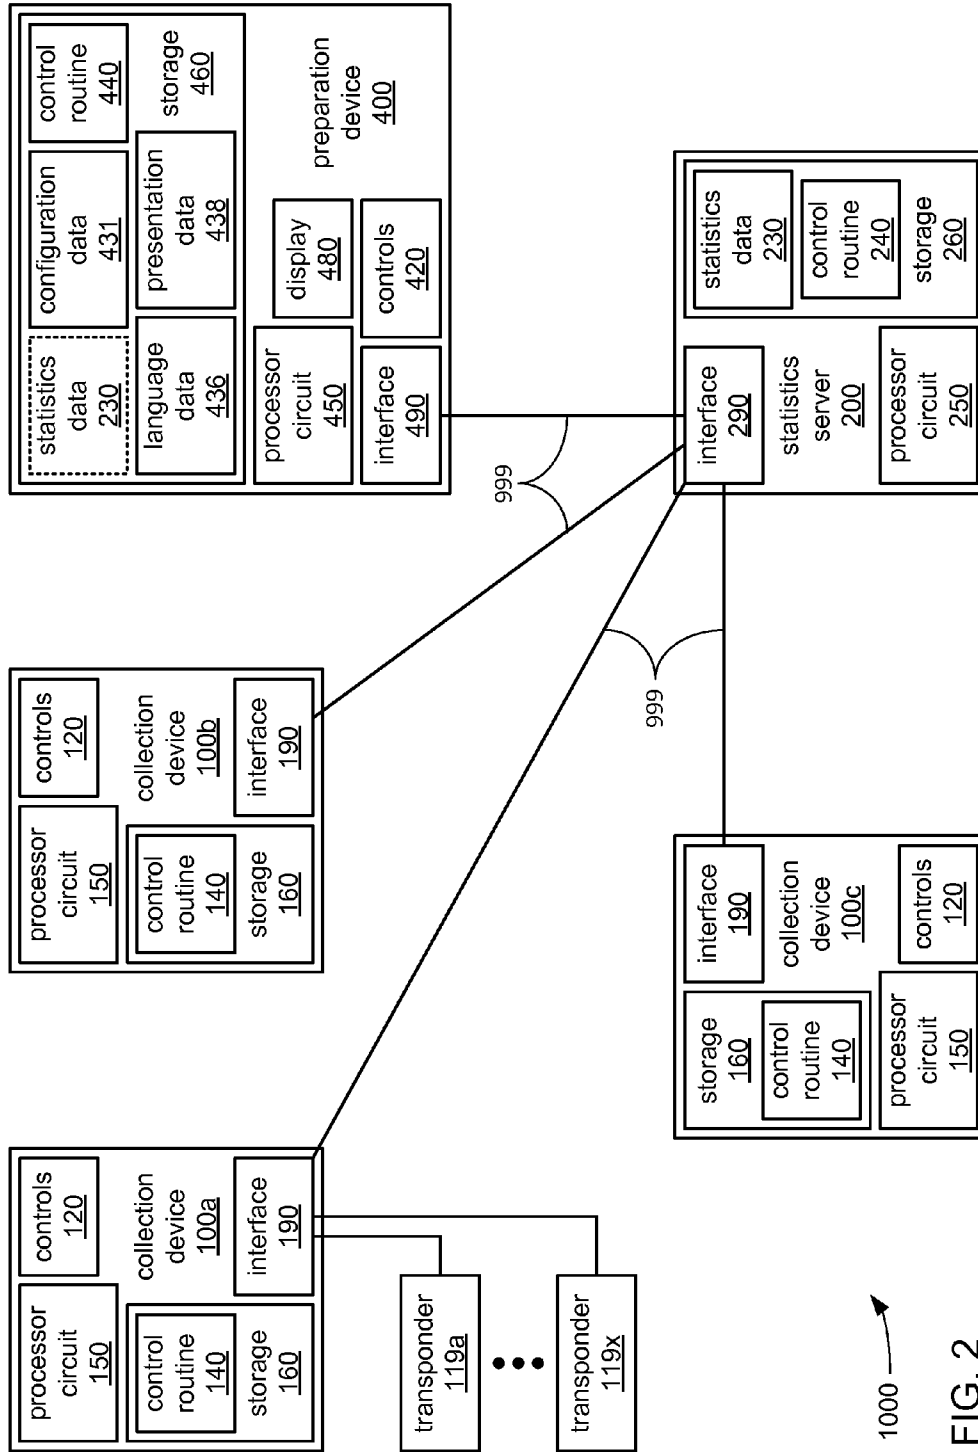 processor
circuit
150
controls
120
control
routine
140
storage
160
collection
device
100a
interface
190
transponder
119a
transponder
119x
processor
circuit
150
controls
120
control
routine
140
storage
160
collection
device
100b
interface
190
statistics
data
230
configuration
data
431
control
routine
440
language
data
436
presentation
data
438
storage
460
processor
circuit
450
display
480
preparation
device
400
interface
490
controls
420
999
999
storage
160
control
routine
140
interface
190
collection
device
100c
processor
circuit
150
controls
120
interface
290
statistics
server
200
processor
circuit
250
statistics
data
230
control
routine
240
storage
260
1000
FIG. 2